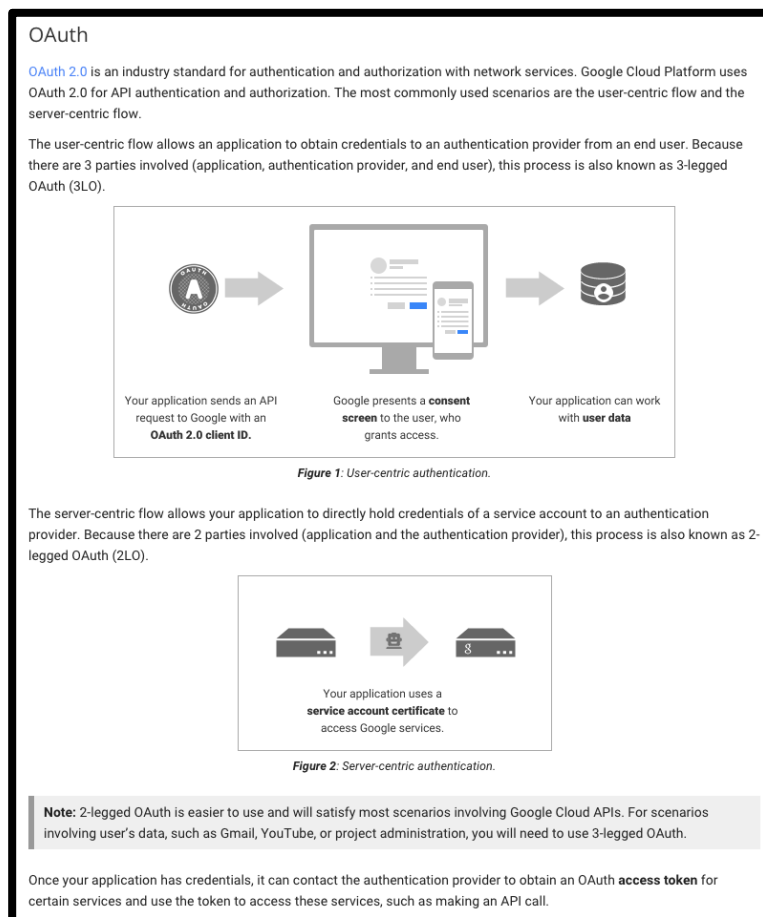 OAuth
OAuth 2.0 is an industry standard for authentication and authorization with network services. Google Cloud Platform uses
OAuth 2.0 for API authentication and authorization. The most commonly used scenarios are the user-centric flow and the
server-centric flow.
The user-centric flow allows an application to obtain credentials to an authentication provider from an end user. Because
there are 3 parties involved (application, authentication provider, and end user), this process is also known as 3-legged
OAuth (3LO).
OAUTH
A
OAUTH
Your application sends an API
request to Google with an
OAuth 2.0 client ID.
Google presents a consent
screen to the user, who
grants access.
Your application can work
with user data
Figure 1: User-centric authentication.
The server-centric flow allows your application to directly hold credentials of a service account to an authentication
provider. Because there are 2 parties involved (application and the authentication provider), this process is also known as 2-
legged OAuth (2LO).
8
Your application uses a
service account certificate to
access Google services.
Figure 2: Server-centric authentication.
Note: 2-legged OAuth is easier to use and will satisfy most scenarios involving Google Cloud APIs. For scenarios
involving user's data, such as Gmail, YouTube, or project administration, you will need to use 3-legged OAuth.
Once your application has credentials, it can contact the authentication provider to obtain an OAuth access token for
certain services and use the token to access these services, such as making an API call.